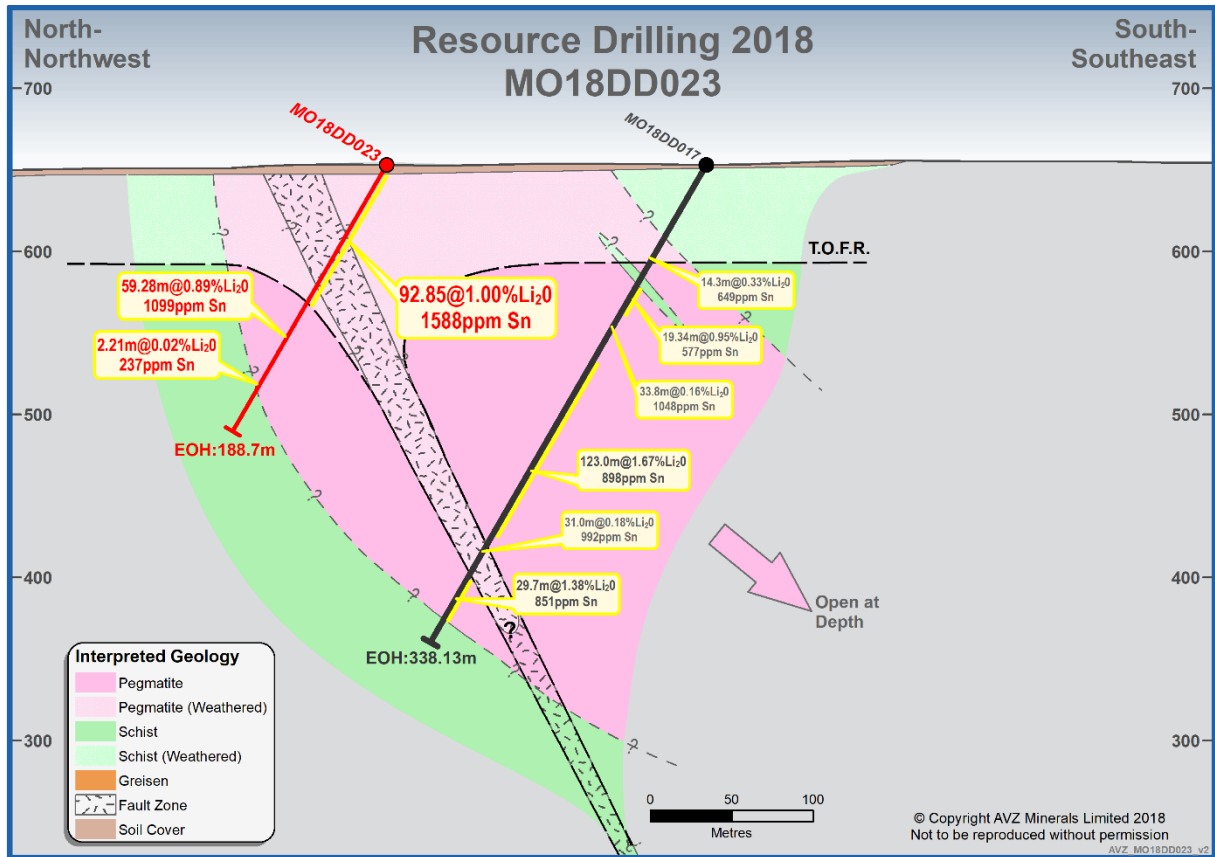 North-
Northwest
Resource Drilling 2018
MO18DD023
South-
Southeast
700
700
MO18DD023
MO18DD017
?
?
?
?
?
600
600
T.O.F.R.
59.28m@0.89%Li₂0
1099ppm Sn
92.85@1.00%Li₂0
1588ppm Sn
14.3m@0.33%Li₂0
649ppm Sn
2.21m@0.02%Li₂0
237ppm Sn
19.34m@0.95%Li₂0
577ppm Sn
?
?
33.8m@0.16%Li₂0
1048ppm Sn
500
500
EOH:188.7m
123.0m@1.67%Li₂0
898ppm Sn
?
31.0m@0.18%Li₂0
992ppm Sn
400
400
29.7m@1.38%Li₂0
851ppm Sn
Open at
Depth
?
?
EOH:338.13m
Interpreted Geology
Pegmatite
Pegmatite (Weathered)
Schist
Schist (Weathered)
Greisen
Fault Zone
Soil Cover
?
?
300
300
0
50
100
Metres
© Copyright AVZ Minerals Limited 2018
Not to be reproduced without permission
AVZ_MO18DD023_v2